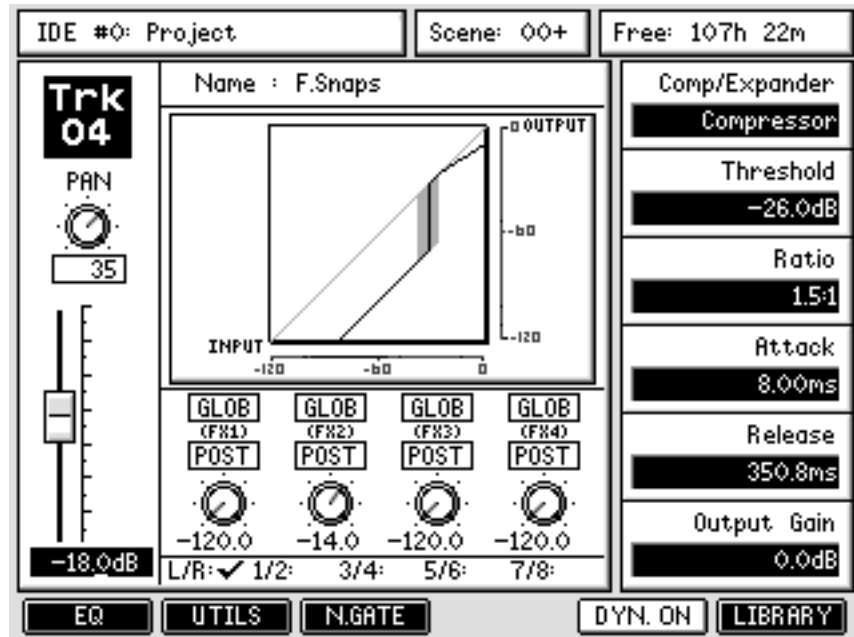 IDE #0: Project
Scene: 00+
Free: 107h 22m
Trk
04
PAN
35
-18.0dB
Name : F.Snaps
0 OUTPUT
-60
-120
INPUT
-120 -60 0
GLOB GLOB GLOB GLOB
(FX1) (FX2) (FX3) (FX4)
POST POST POST POST
-120.0 -14.0 -120.0 -120.0
L/R:✓ 1/2: 3/4: 5/6: 7/8:
Comp/Expander
Compressor
Threshold
-26.0dB
Ratio
1.5:1
Attack
8.00ms
Release
350.8ms
Output Gain
0.0dB
EQ UTILS N.GATE DYN. ON LIBRARY